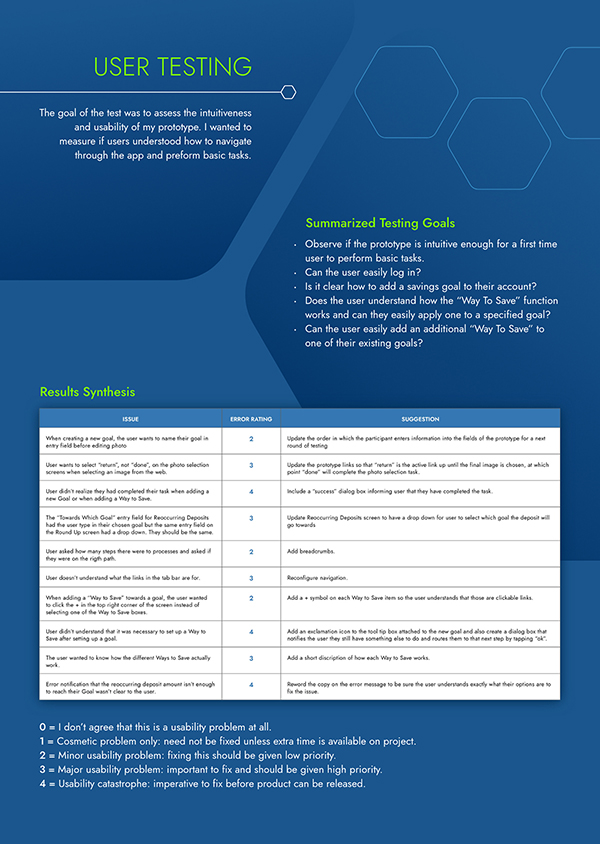 USER TESTING
The goal of the test was to assess the intuitiveness
and usability of my prototype. I wanted to
measure if users understood how to navigate
through the app and preform basic tasks.
Summarized Testing Goals
· Observe if the prototype is intuitive enough for a first time
user to perform basic tasks.
· Can the user easily log in?
· Is it clear how to add a savings goal to their account?
· Does the user understand how the “Way To Save” function
works and can they easily apply one to a specified goal?
· Can the user easily add an additional “Way To Save” to
one of their existing goals?
Results Synthesis
ISSUE ERROR RATING SUGGESTION
When creating a new goal, the user wants to name their goal in
entry field before editing photo
2
Update the order in which the participant enters information into the fields of the prototype for a next
round of testing
User wants to select “return”, not “done”, on the photo selection
screens when selecting an image from the web.
3
Update the prototype links so that “return” is the active link up until the final image is chosen, at which
point “done” will complete the photo selection task.
User didn’t realize they had completed their task when adding a
new Goal or when adding a Way to Save.
4
Include a “success” dialog box informing user that they have completed the task.
The “Towards Which Goal” entry field for Reoccurring Deposits
had the user type in their chosen goal but the same entry field on
the Round Up screen had a drop down. They should be the same.
3
Update Reoccurring Deposits screen to have a drop down for user to select which goal the deposit will
go towards
User asked how many steps there were to processes and asked if
they were on the rigth path.
2
Add breadcrumbs.
User doesn’t understand what the links in the tab bar are for.
3
Reconfigure navigation.
When adding a “Way to Save” towards a goal, the user wanted
to click the + in the top right corner of the screen instead of
selecting one of the Way to Save boxes.
2
Add a + symbol on each Way to Save item so the user understands that those are clickable links.
User didn’t understand that it was necessary to set up a Way to
Save after setting up a goal.
4
Add an exclamation icon to the tool tip box attached to the new goal and also create a dialog box that
notifies the user they still have something else to do and routes them to that next step by tapping “ok”.
The user wanted to know how the different Ways to Save actually
work.
3
Add a short discription of how each Way to Save works.
Error notification that the reoccurring deposit amount isn’t enough
to reach their Goal wasn’t clear to the user.
4
Reword the copy on the error message to be sure the user understands exactly what their options are to
fix the issue.
0 = I don’t agree that this is a usability problem at all.
1 = Cosmetic problem only: need not be fixed unless extra time is available on project.
2 = Minor usability problem: fixing this should be given low priority.
3 = Major usability problem: important to fix and should be given high priority.
4 = Usability catastrophe: imperative to fix before product can be released.